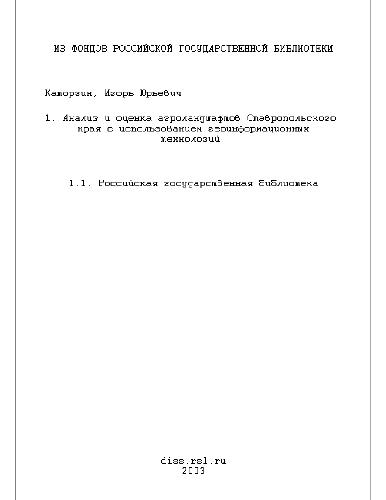 ИЗ ФОНДОВ РОССИЙСКОЙ ГОСУДАРСТВЕННОЙ БИБЛИОТЕКИ
Каторгин, Игорь Юрьевич
1. Анализ и оценка агроландшафтов Ставропольского
края с использованием геоинформационных
технологий
1.1. Российская государственная библиотека
diss.rsl.ru
2003